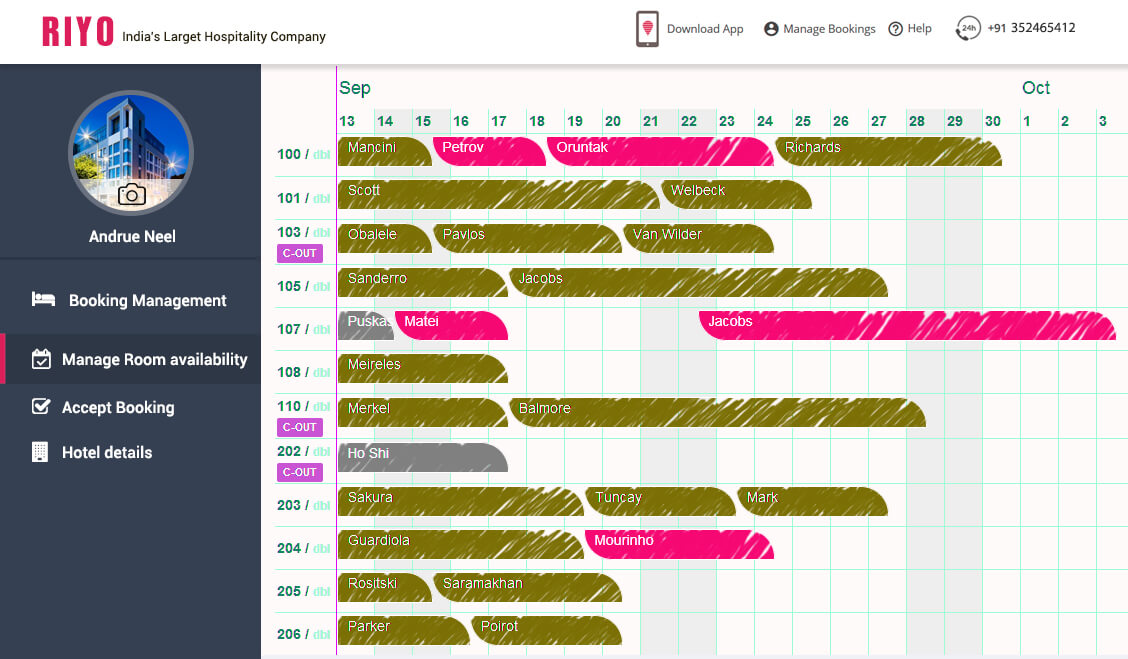 RIYO India's Larget Hospitality Company
Download App Manage Bookings Help 24h +91 352465412
Andrue Neel
Booking Management
Manage Room availability
Accept Booking
Hotel details
Sep Oct
13 14 15 16 17 18 19 20 21 22 23 24 25 26 27 28 29 30 1 2 3
100 / dbl Mancini Petrov Oruntak Richards
101 / dbl Scott Welbeck
103 / dbl Obalele Pavlos Van Wilder
C-OUT
105 / dbl Sanderro Jacobs
107 / dbl Puskas Matei Jacobs
108 / dbl Meireles
110 / dbl Merkel Balmore
C-OUT
202 / dbl Ho Shi
C-OUT
203 / dbl Sakura Tuncay Mark
204 / dbl Guardiola Mourinho
205 / dbl Rositski Saramakhan
206 / dbl Parker Poirot